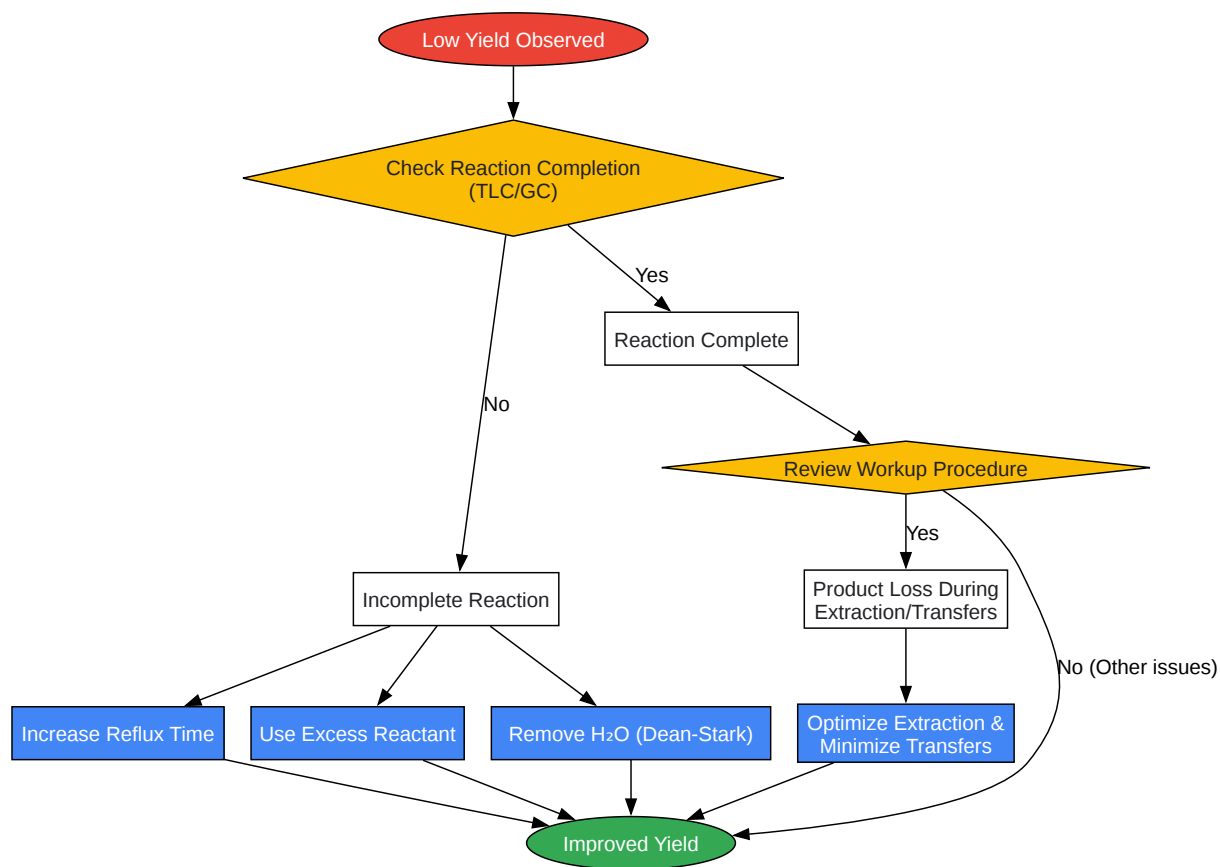 Low Yield Observed
Check Reaction Completion
(TLC/GC)
Yes
Reaction Complete
No
Review Workup Procedure
Yes
Incomplete Reaction
Product Loss During
Extraction/Transfers
No (Other issues)
Increase Reflux Time
Use Excess Reactant
Remove H₂O (Dean-Stark)
Optimize Extraction &
Minimize Transfers
Improved Yield